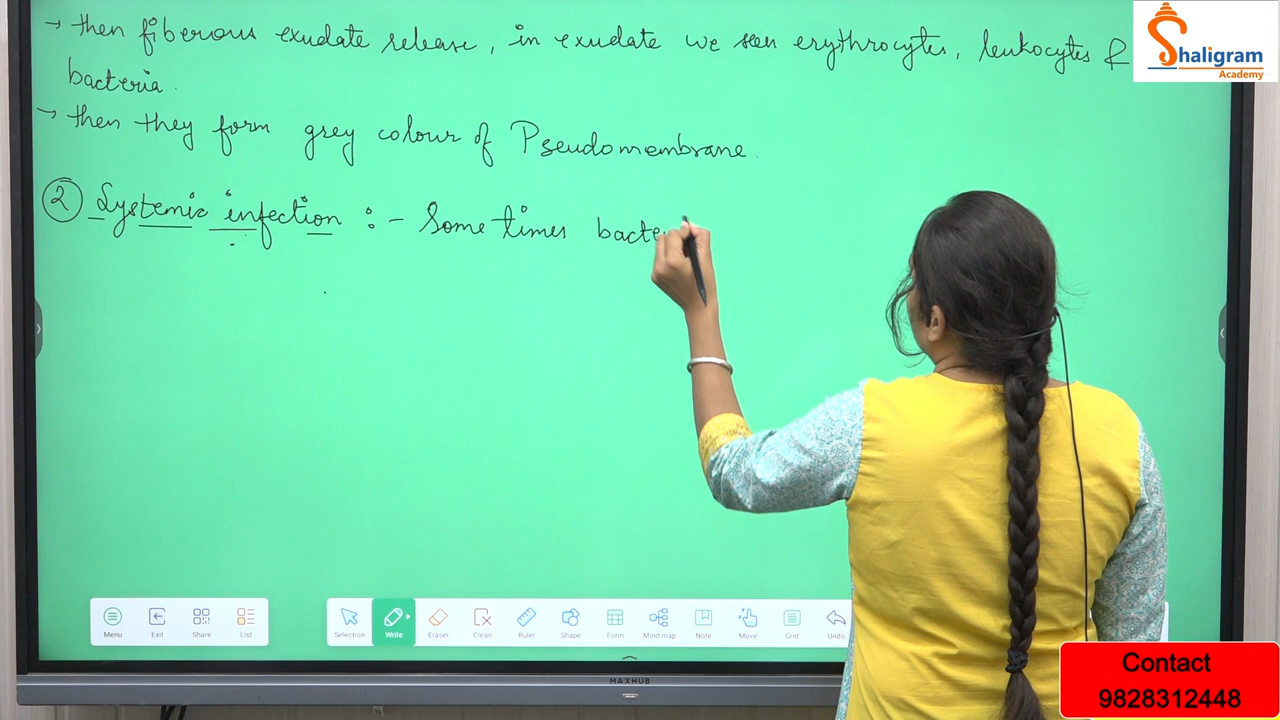 → then fiberous exudate release, in exudate we seen erythrocytes, leukocytes &
bacteria.
→ then they form grey colour of Pseudomembrane.
② Systemic infection :- Some times bacte
Shaligram
Academy
Menu Exit Share List Selection Write Eraser Clean Ruler Shape Form Mind map Note Move Grid Undo
MAXHUB
Contact
9828312448